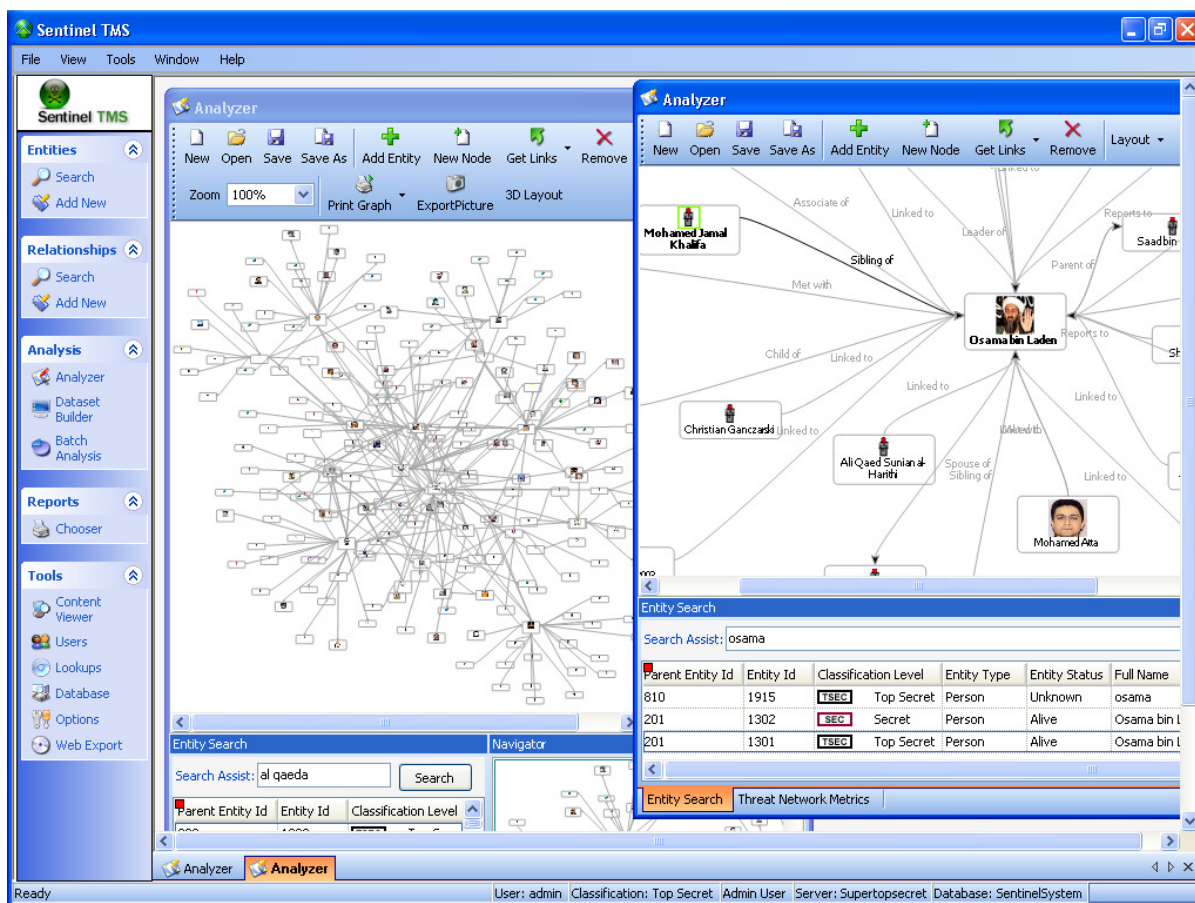 Sentinel TMS
File View Tools Window Help
Sentinel TMS
Entities
Search
Add New
Relationships
Search
Add New
Analysis
Analyzer
Dataset
Builder
Batch
Analysis
Reports
Chooser
Tools
Content
Viewer
Users
Lookups
Database
Options
Web Export
Analyzer
New Open Save Save As Add Entity New Node Get Links Remove
Zoom 100% Print Graph ExportPicture 3D Layout
Entity Search
Search Assist: al qaeda Search
Parent Entity Id Entity Id Classification Level
Navigator
Analyzer
New Open Save Save As Add Entity New Node Get Links Remove Layout
Linked to
Associate of
Linked to
Leader of
Reports to
Mohamed Jamal
Khalifa
Saad bin
Sibling of
Parent of
Met with
Osama bin Laden
Reports to
Sh
Child of
Linked to
Linked to
Linked to
Christian Ganczarski
Linked to
Ali Qaed Sunian al-
Harithi
Spouse of
Sibling of
Linked to
Mohamed Atta
Entity Search
Search Assist: osama
Parent Entity Id Entity Id Classification Level Entity Type Entity Status Full Name
810 1915 TSEC Top Secret Person Unknown osama
201 1302 SEC Secret Person Alive Osama bin L
201 1301 TSEC Top Secret Person Alive Osama bin L
Entity Search Threat Network Metrics
Analyzer Analyzer
Ready User: admin Classification: Top Secret Admin User Server: Supertopsecret Database: SentinelSystem